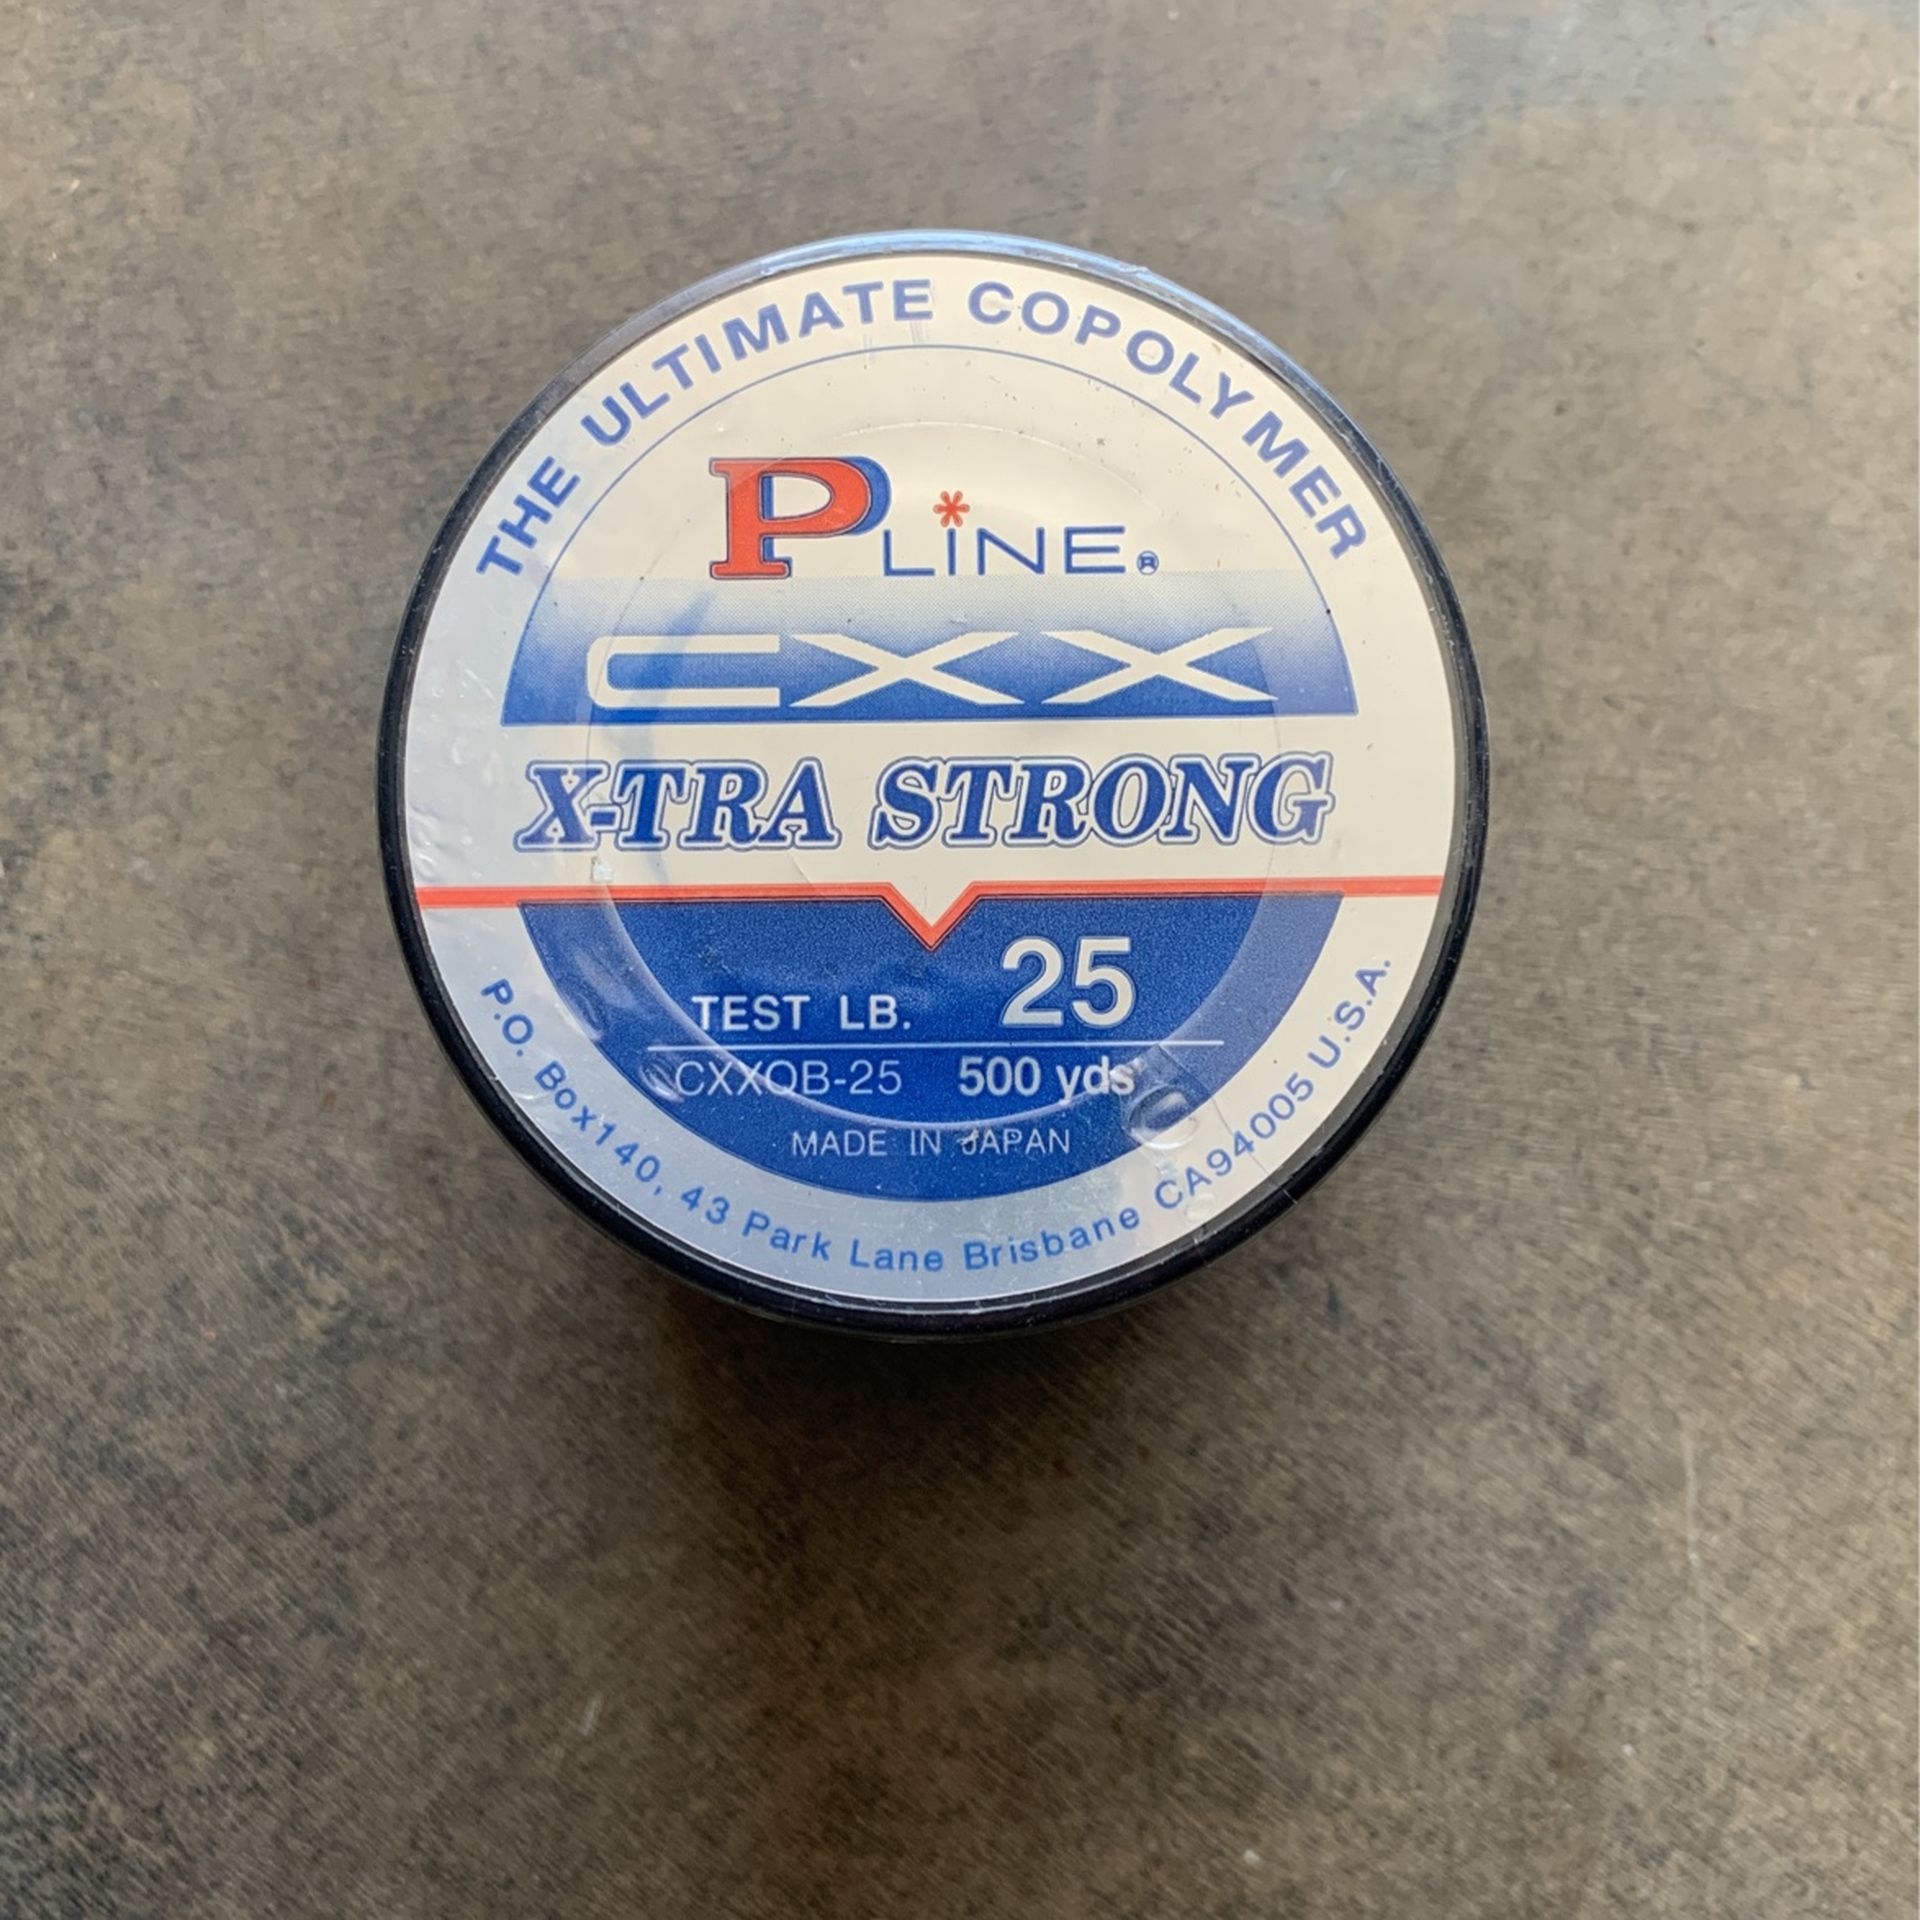 THE ULTIMATE COPOLYMER
P LINE®
CXX
X-TRA STRONG
TEST LB. 25
CXXQB-25 500 yds
MADE IN JAPAN
P.O. Box140, 43 Park Lane Brisbane CA94005 U.S.A.